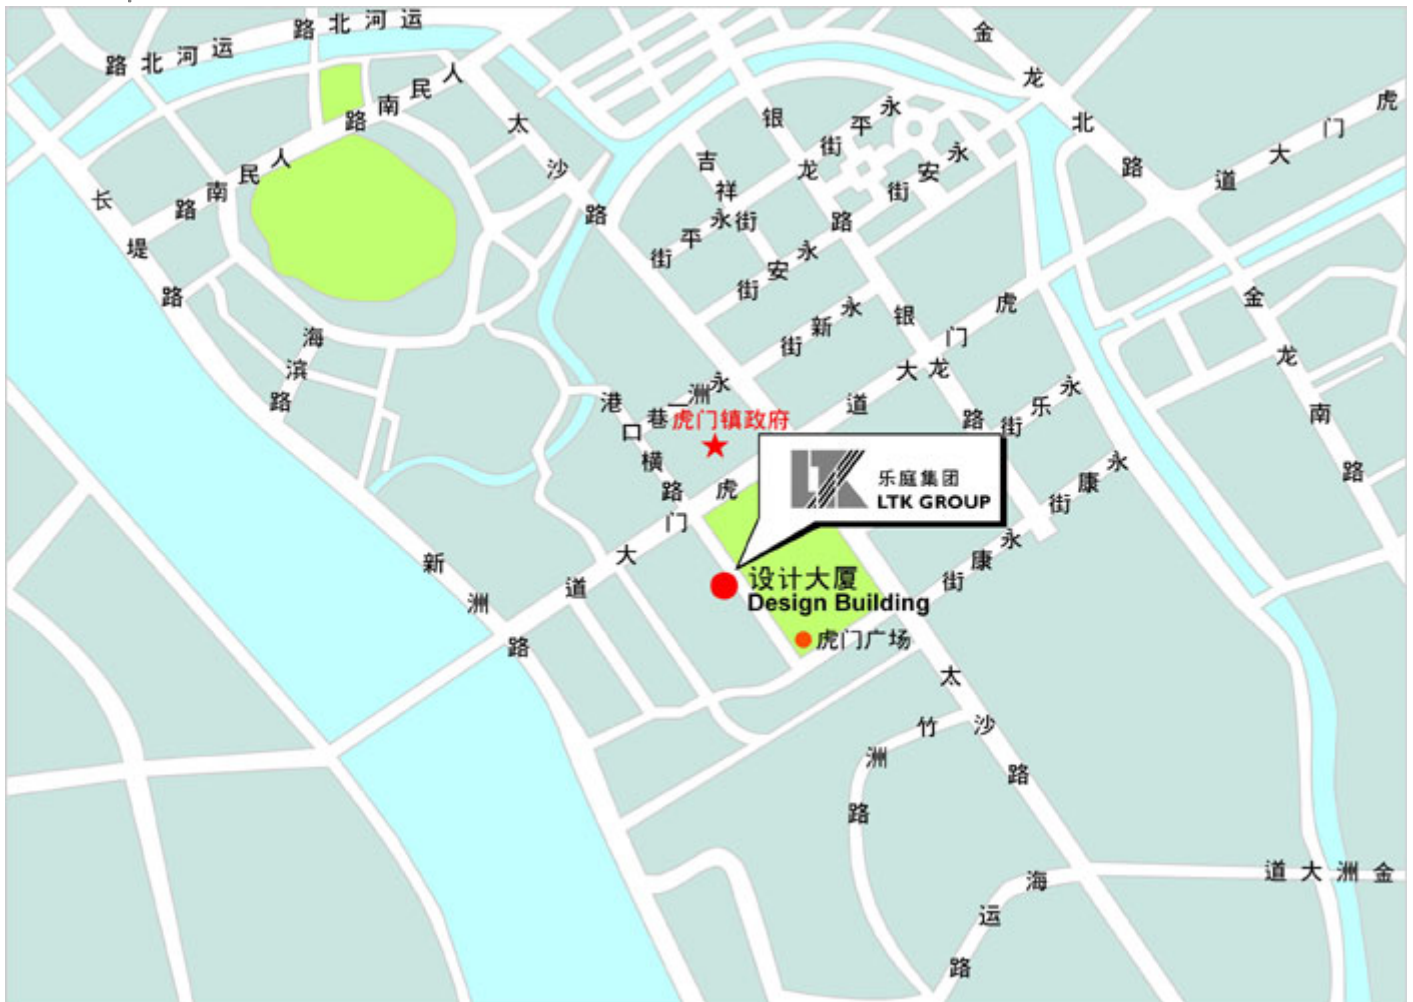 运河北路
运河北路
人民南路
人民南路
太沙路
长堤路
海滨路
金龙北路
虎门大道
银龙路
永平街
永安街
吉祥街
永平街
永安街
永新街
银龙路
虎门大道
金龙南路
永乐街
永康街
永康街
永洲一巷
港口横路
虎门镇政府
乐庭集团
LTK GROUP
虎门大道
设计大厦
Design Building
虎门广场
新洲路
太沙路
竹洲路
海运路
金洲大道